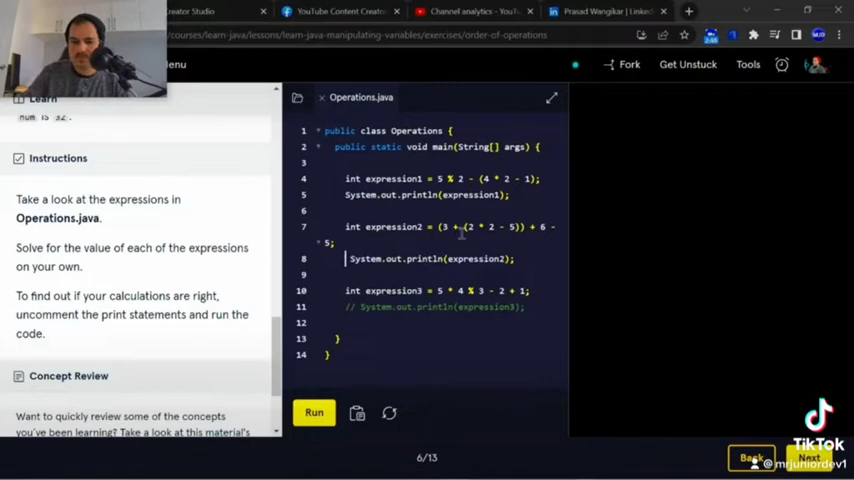 reator Studio
YouTube Content Creator
Channel analytics - YouTu
Prasad Wangikar | Linked
/courses/learn-java/lessons/learn-java-manipulating-variables/exercises/order-of-operations
2:45
MJD
Menu
Fork
Get Unstuck
Tools
Learn
num is 32.
Instructions
Take a look at the expressions in
Operations.java.
Solve for the value of each of the expressions
on your own.
To find out if your calculations are right,
uncomment the print statements and run the
code.
Concept Review
Want to quickly review some of the concepts
you've been learning? Take a look at this material's
Operations.java
1 public class Operations {
2 public static void main(String[] args) {
3
4 int expression1 = 5 % 2 - (4 * 2 - 1);
5 System.out.println(expression1);
6
7 int expression2 = (3 + (2 * 2 - 5)) + 6 -
5;
8 System.out.println(expression2);
9
10 int expression3 = 5 * 4 % 3 - 2 + 1;
11 // System.out.println(expression3);
12
13 }
14 }
Run
6/13
Back
Next
TikTok
@mrjuniordev1